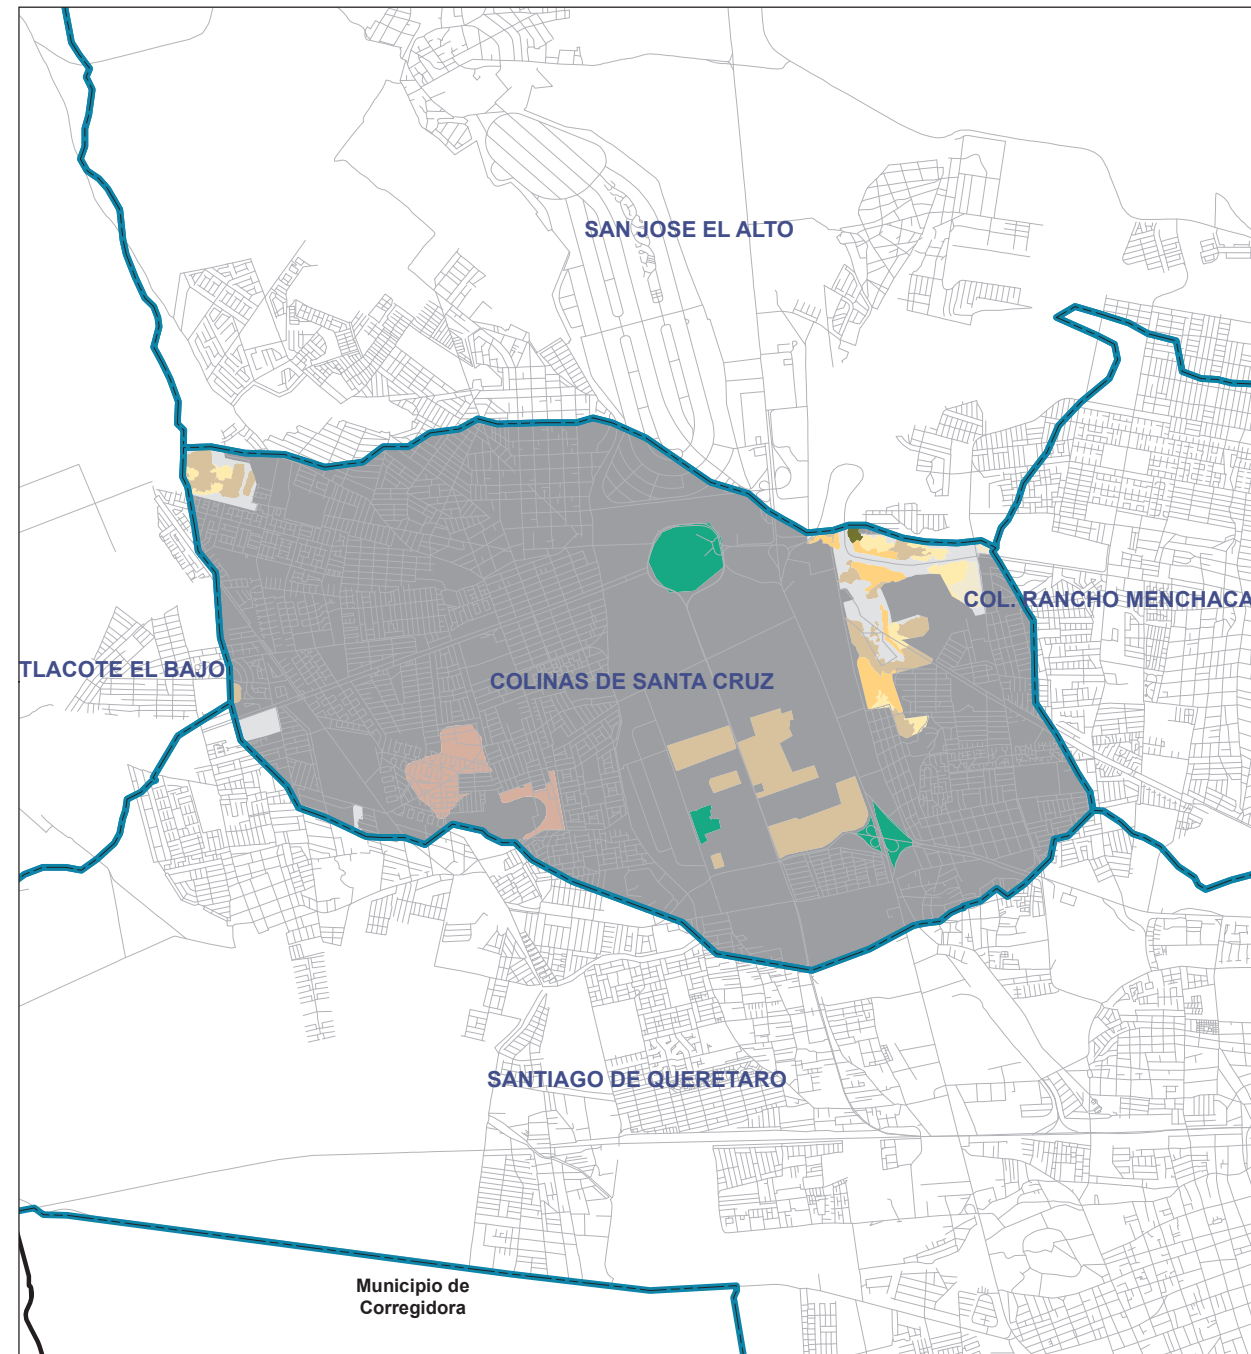 SAN JOSE EL ALTO
COL. RANCHO MENCHACA
TLACOTE EL BAJO
COLINAS DE SANTA CRUZ
SANTIAGO DE QUERETARO
Municipio de
Corregidora